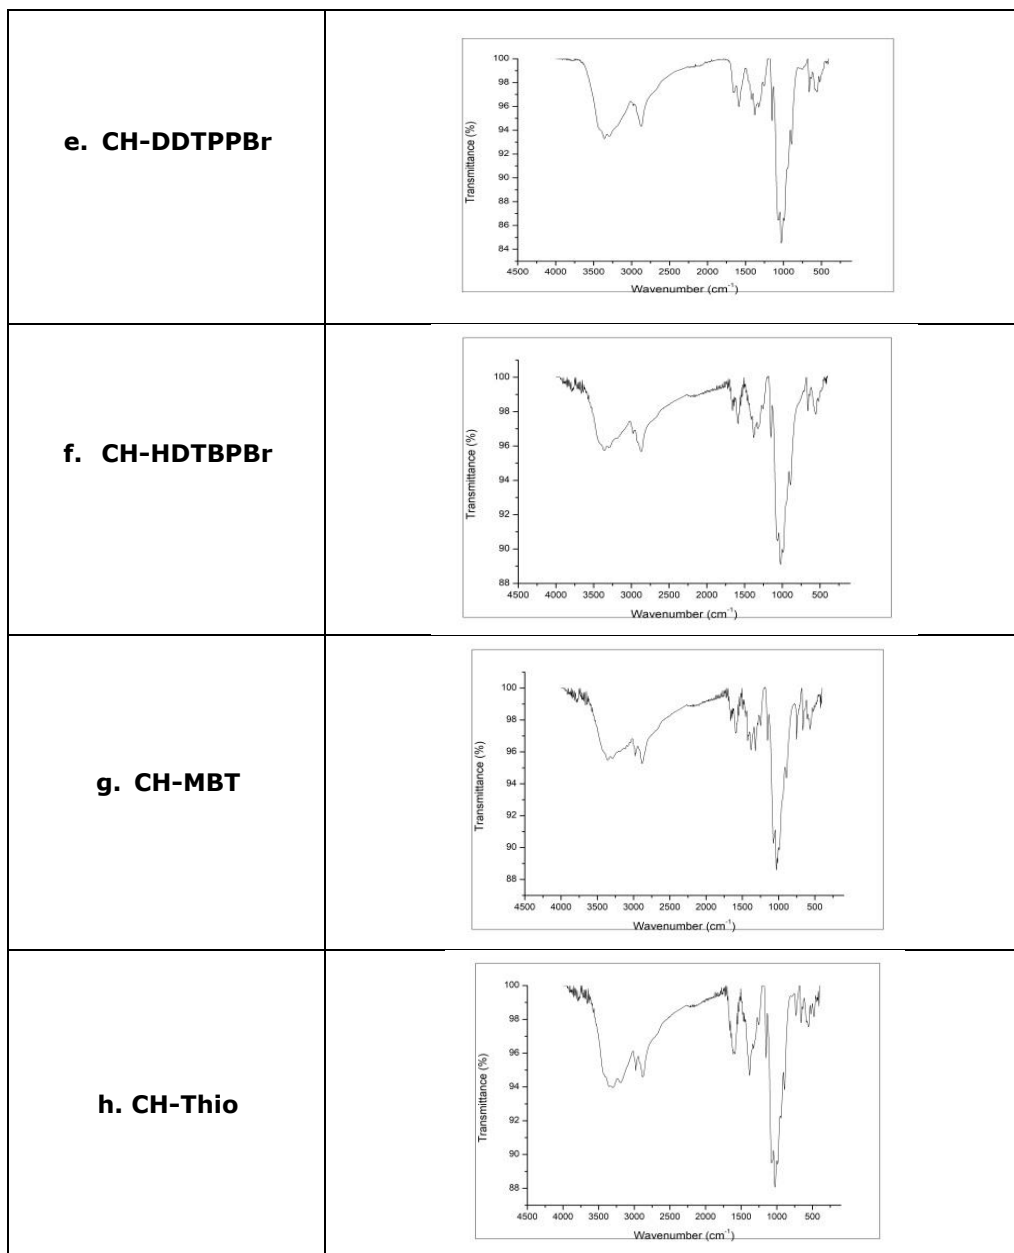 e. CH-DDTPPBr
100
98
96
94
92
90
88
86
84
Transmittance (%)
4500 4000 3500 3000 2500 2000 1500 1000 500
Wavenumber (cm⁻¹)
f. CH-HDTBPBr
100
98
96
94
92
90
88
Transmittance (%)
4500 4000 3500 3000 2500 2000 1500 1000 500
Wavenumber (cm⁻¹)
g. CH-MBT
100
98
96
94
92
90
88
Transmittance (%)
4500 4000 3500 3000 2500 2000 1500 1000 500
Wavenumber (cm⁻¹)
h. CH-Thio
100
98
96
94
92
90
88
Transmittance (%)
4500 4000 3500 3000 2500 2000 1500 1000 500
Wavenumber (cm⁻¹)